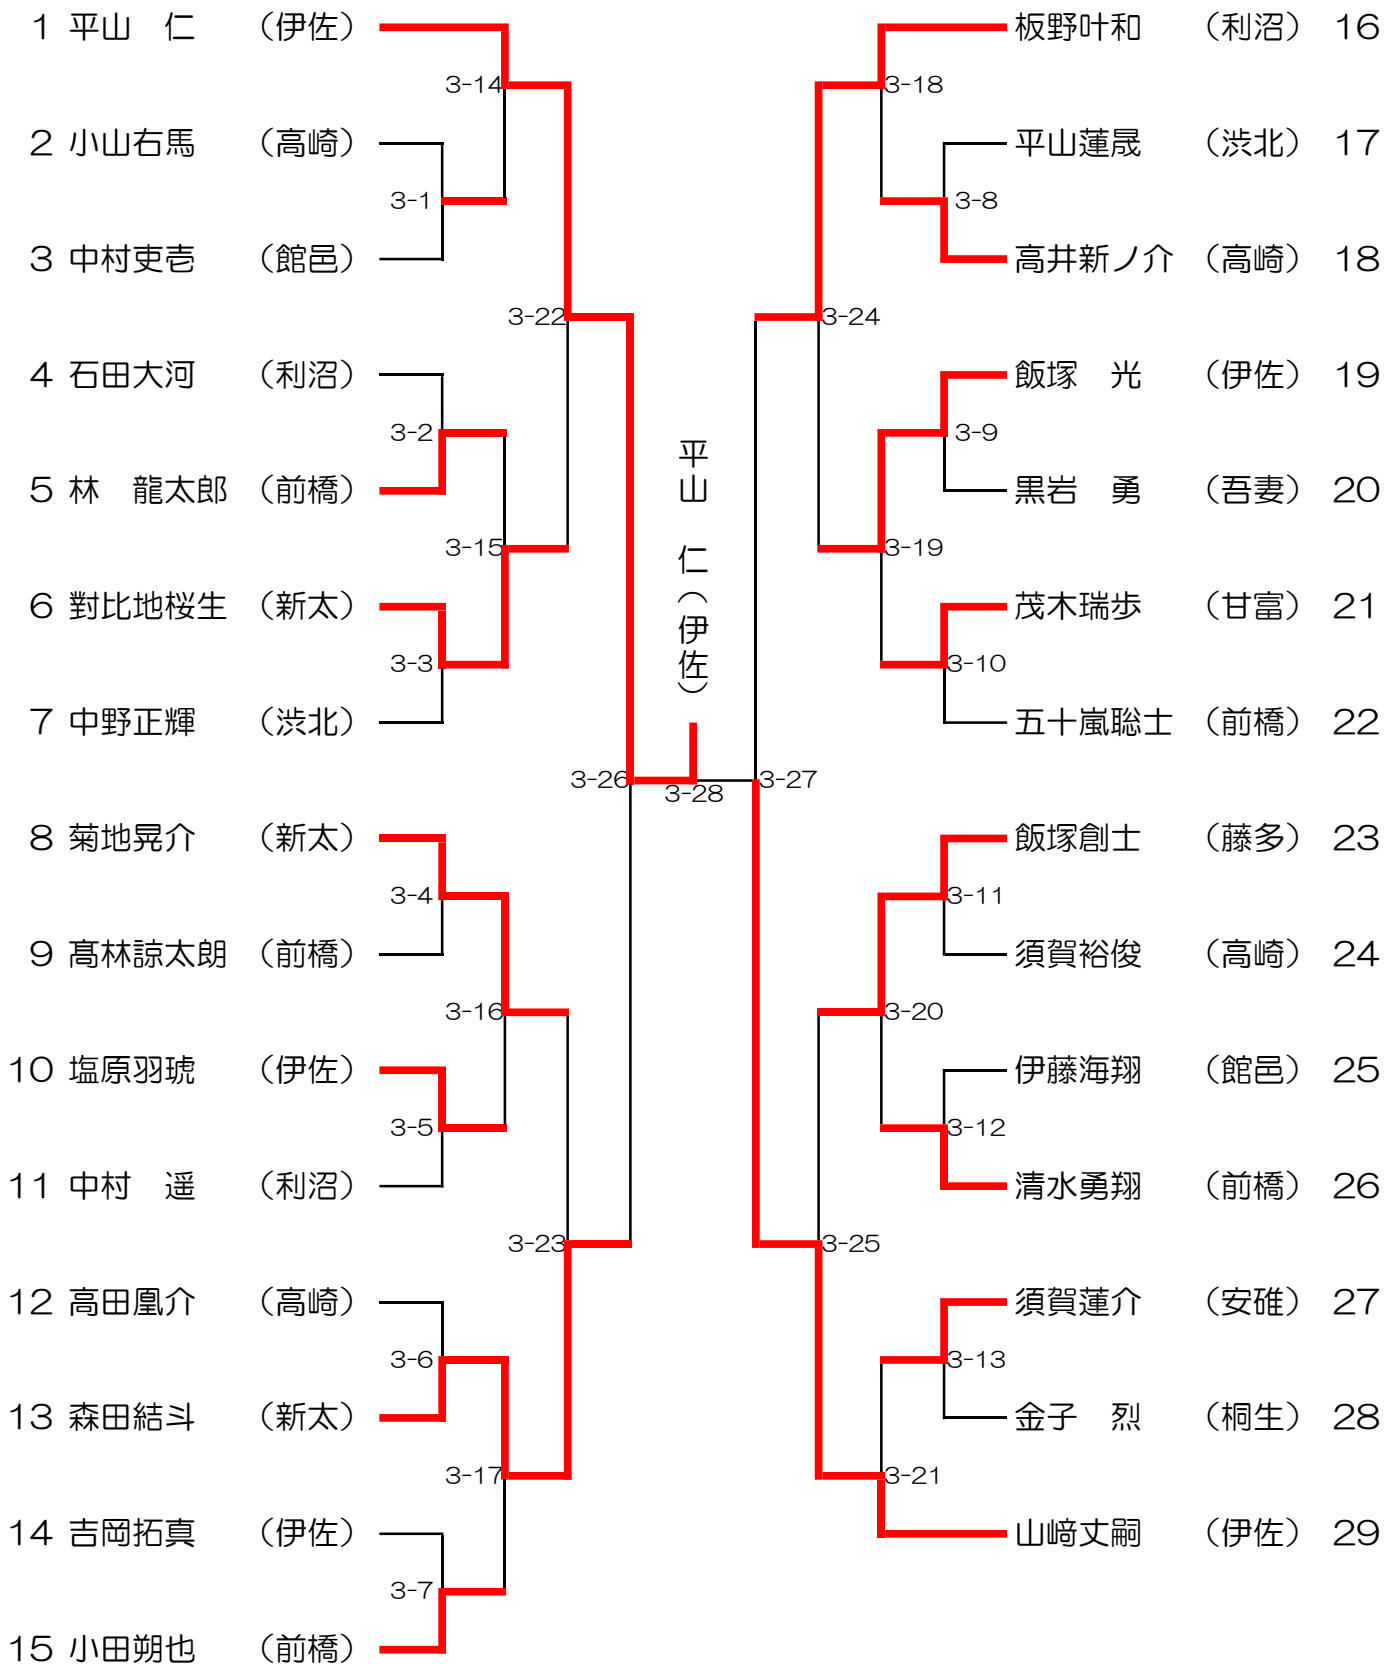 1 平山　仁 （伊佐）
2 小山右馬 （高崎）
3 中村吏壱 （館邑）
4 石田大河 （利沼）
5 林　龍太郎 （前橋）
6 對比地桜生 （新太）
7 中野正輝 （渋北）
8 菊地晃介 （新太）
9 髙林諒太朗 （前橋）
10 塩原羽琥 （伊佐）
11 中村　遥 （利沼）
12 高田凰介 （高崎）
13 森田結斗 （新太）
14 吉岡拓真 （伊佐）
15 小田朔也 （前橋）
3-1
3-2
3-3
3-4
3-5
3-6
3-7
3-14
3-15
3-16
3-17
3-22
3-23
3-26
平山　仁（伊佐）
3-28
3-27
3-24
3-25
3-18
3-19
3-20
3-21
3-8
3-9
3-10
3-11
3-12
3-13
板野叶和 （利沼） 16
平山蓮晟 （渋北） 17
高井新ノ介 （高崎） 18
飯塚　光 （伊佐） 19
黒岩　勇 （吾妻） 20
茂木瑞歩 （甘富） 21
五十嵐聡士 （前橋） 22
飯塚創士 （藤多） 23
須賀裕俊 （高崎） 24
伊藤海翔 （館邑） 25
清水勇翔 （前橋） 26
須賀蓮介 （安碓） 27
金子　烈 （桐生） 28
山﨑丈嗣 （伊佐） 29